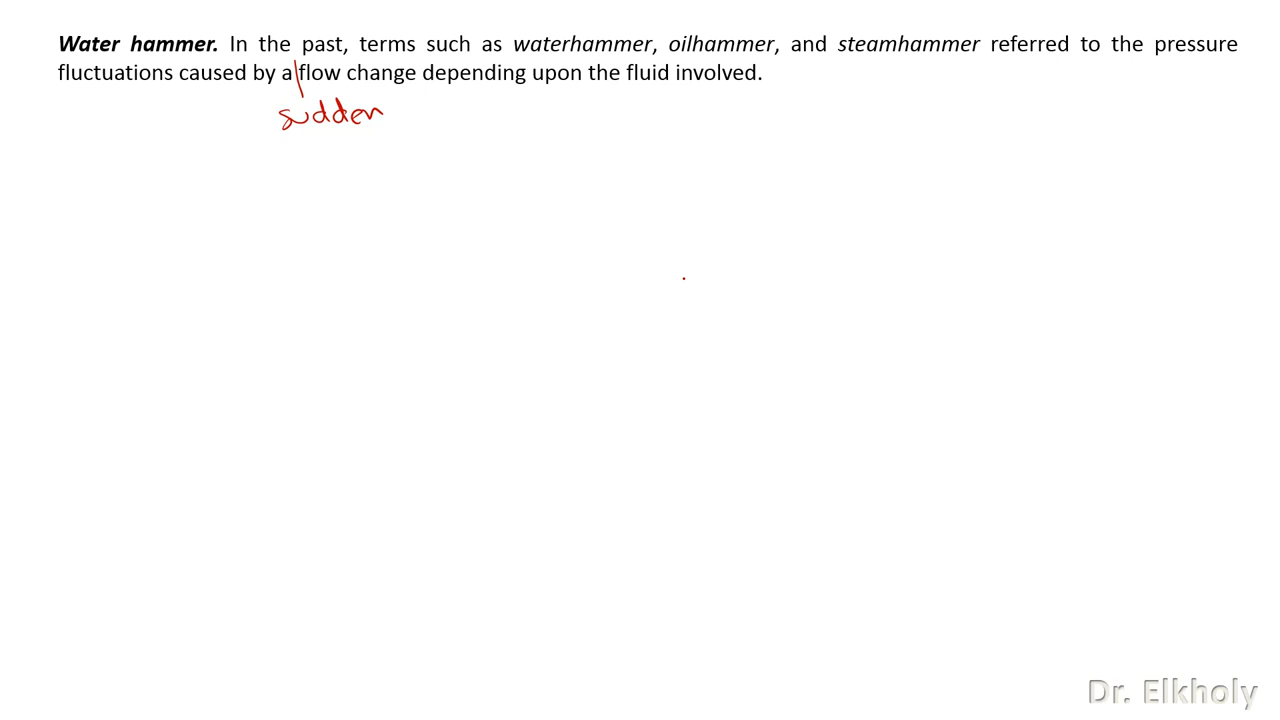 Water hammer. In the past, terms such as waterhammer, oilhammer, and steamhammer referred to the pressure
fluctuations caused by a flow change depending upon the fluid involved.
sudden
Dr. Elkholy